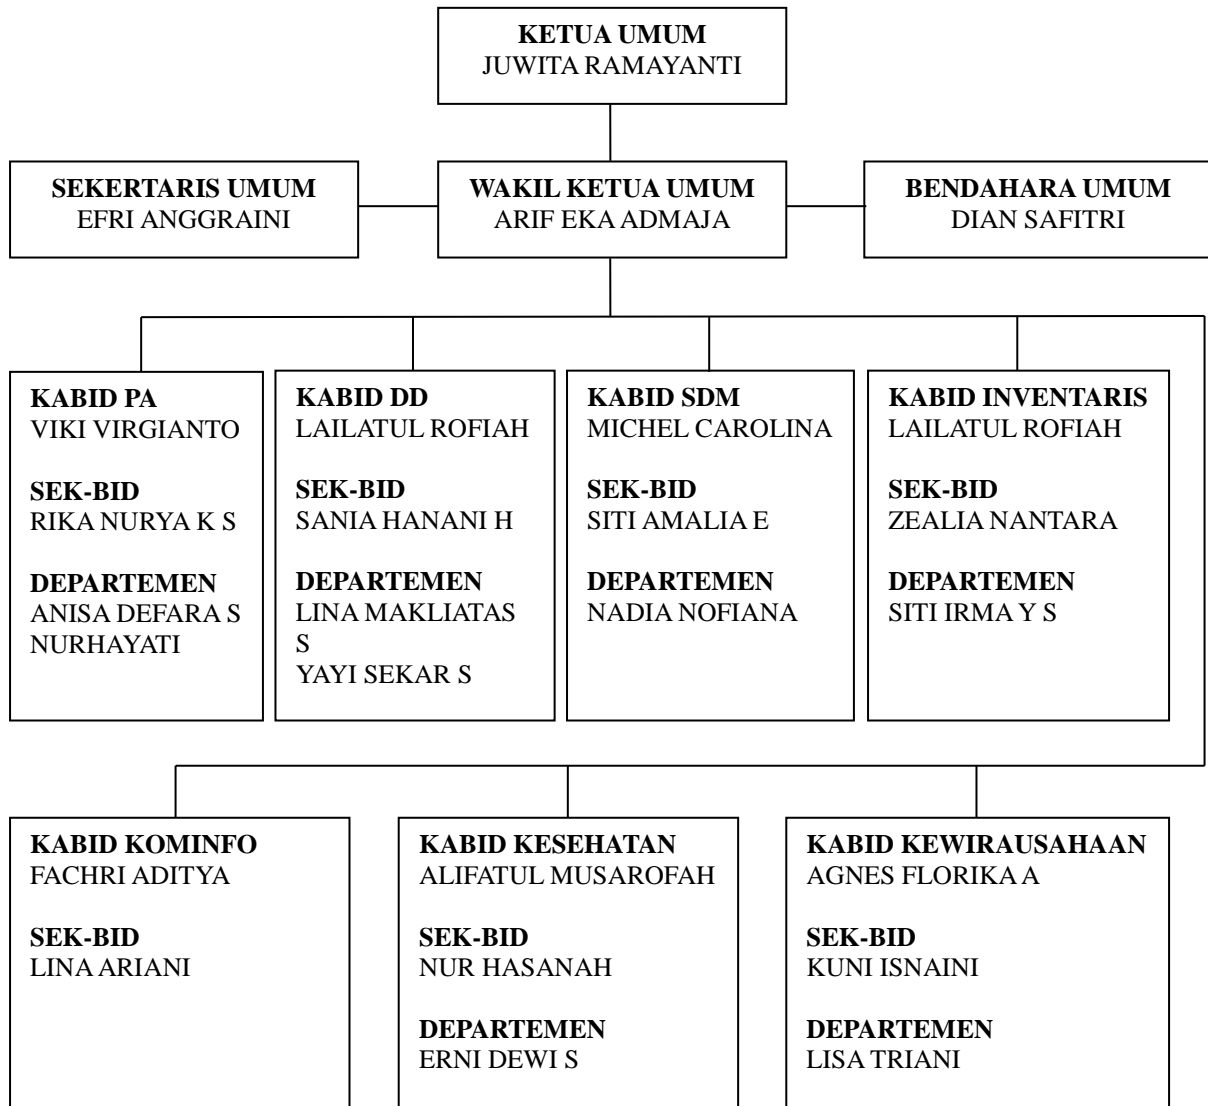 KETUA UMUM
JUWITA RAMAYANTI
SEKERTARIS UMUM
EFRI ANGGRAINI
WAKIL KETUA UMUM
ARIF EKA ADMAJA
BENDAHARA UMUM
DIAN SAFITRI
KABID PA
VIKI VIRGIANTO
SEK-BID
RIKA NURYA K S
DEPARTEMEN
ANISA DEFARA S
NURHAYATI
KABID DD
LAILATUL ROFIAH
SEK-BID
SANIA HANANI H
DEPARTEMEN
LINA MAKLIATAS
S
YAYI SEKAR S
KABID SDM
MICHEL CAROLINA
SEK-BID
SITI AMALIA E
DEPARTEMEN
NADIA NOFIANA
KABID INVENTARIS
LAILATUL ROFIAH
SEK-BID
ZEALIA NANTARA
DEPARTEMEN
SITI IRMA Y S
KABID KOMINFO
FACHRI ADITYA
SEK-BID
LINA ARIANI
KABID KESEHATAN
ALIFATUL MUSAROFAH
SEK-BID
NUR HASANAH
DEPARTEMEN
ERNI DEWI S
KABID KEWIRAUSAHAAN
AGNES FLORIKA A
SEK-BID
KUNI ISNAINI
DEPARTEMEN
LISA TRIANI